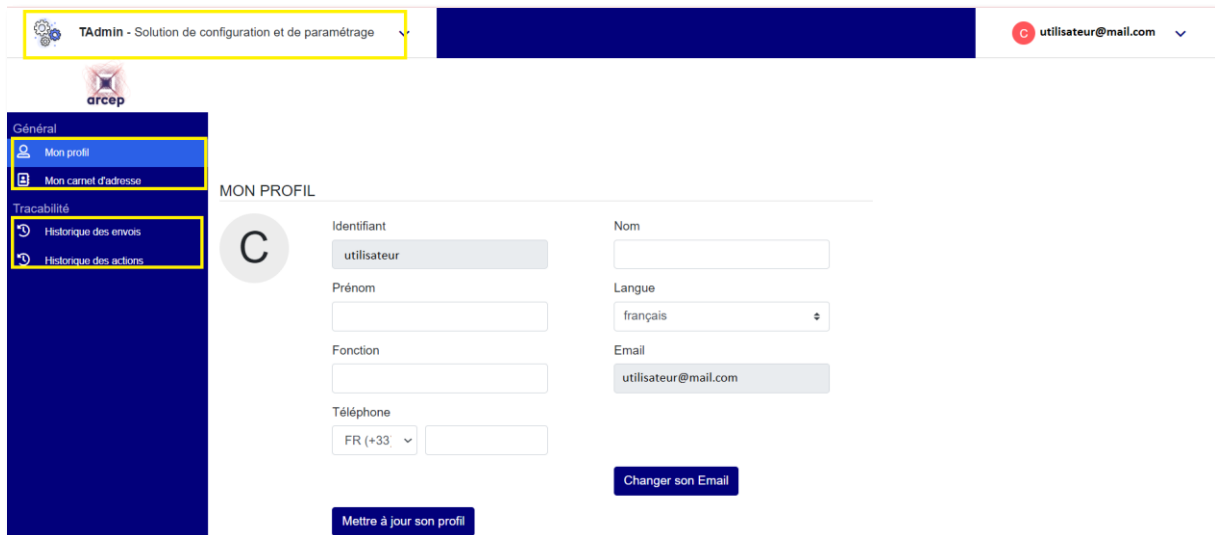 TAdmin - Solution de configuration et de paramétrage
C utilisateur@mail.com
arcep
Général
Mon profil
Mon carnet d'adresse
Tracabilité
Historique des envois
Historique des actions
MON PROFIL
C
Identifiant
utilisateur
Nom
Prénom
Langue
français
Fonction
Email
utilisateur@mail.com
Téléphone
FR (+33
Changer son Email
Mettre à jour son profil